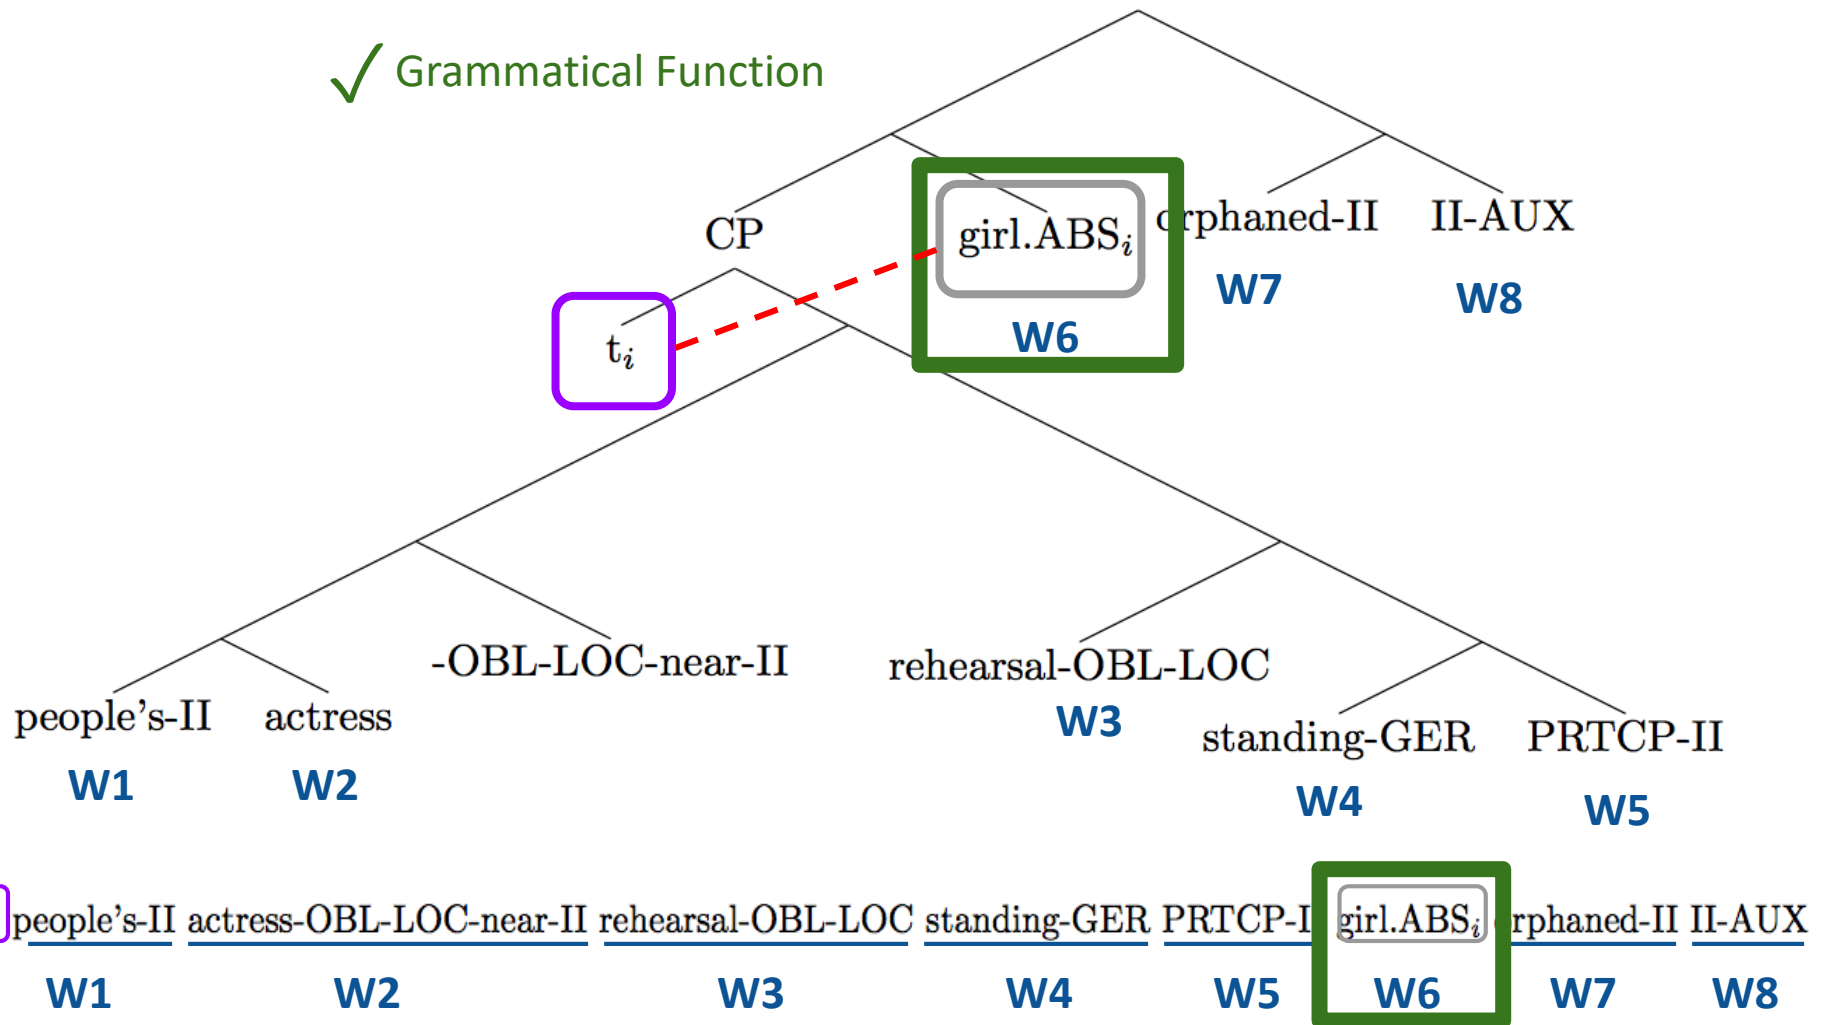 ✓ Grammatical Function
CP
girl.ABSi
orphaned-II
II-AUX
W6
W7
W8
ti
people's-II
actress
-OBL-LOC-near-II
rehearsal-OBL-LOC
standing-GER
PRTCP-II
W1
W2
W3
W4
W5
people's-II actress-OBL-LOC-near-II rehearsal-OBL-LOC standing-GER PRTCP-I girl.ABSi rphaned-II II-AUX
W1 W2 W3 W4 W5 W6 W7 W8